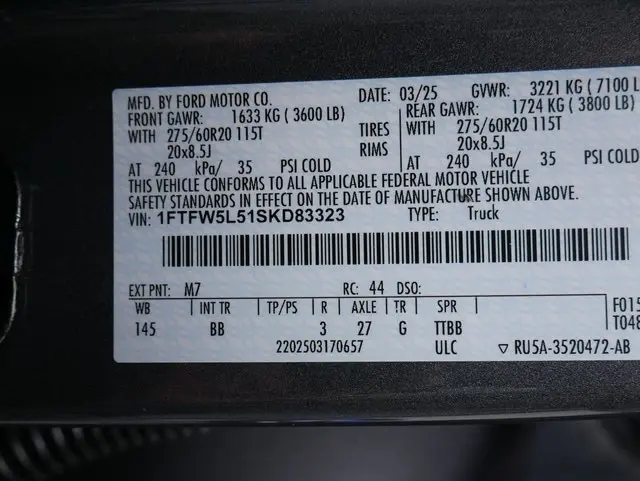 MFD. BY FORD MOTOR CO. DATE: 03/25 GVWR: 3221 KG ( 7100 L
FRONT GAWR: 1633 KG ( 3600 LB) REAR GAWR: 1724 KG ( 3800 LB)
WITH 275/60R20 115T TIRES WITH 275/60R20 115T
20x8.5J RIMS 20x8.5J
AT 240 kPa/ 35 PSI COLD AT 240 kPa/ 35 PSI COLD
THIS VEHICLE CONFORMS TO ALL APPLICABLE FEDERAL MOTOR VEHICLE
SAFETY STANDARDS IN EFFECT ON THE DATE OF MANUFACTURE SHOWN ABOVE.
VIN: 1FTFW5L51SKD83323 TYPE: Truck
EXT PNT: M7 RC: 44 DSO:
WB INT TR TP/PS R AXLE TR SPR F015
145 BB 3 27 G TTBB T048
2202503170657 ULC ▽ RU5A-3520472-AB